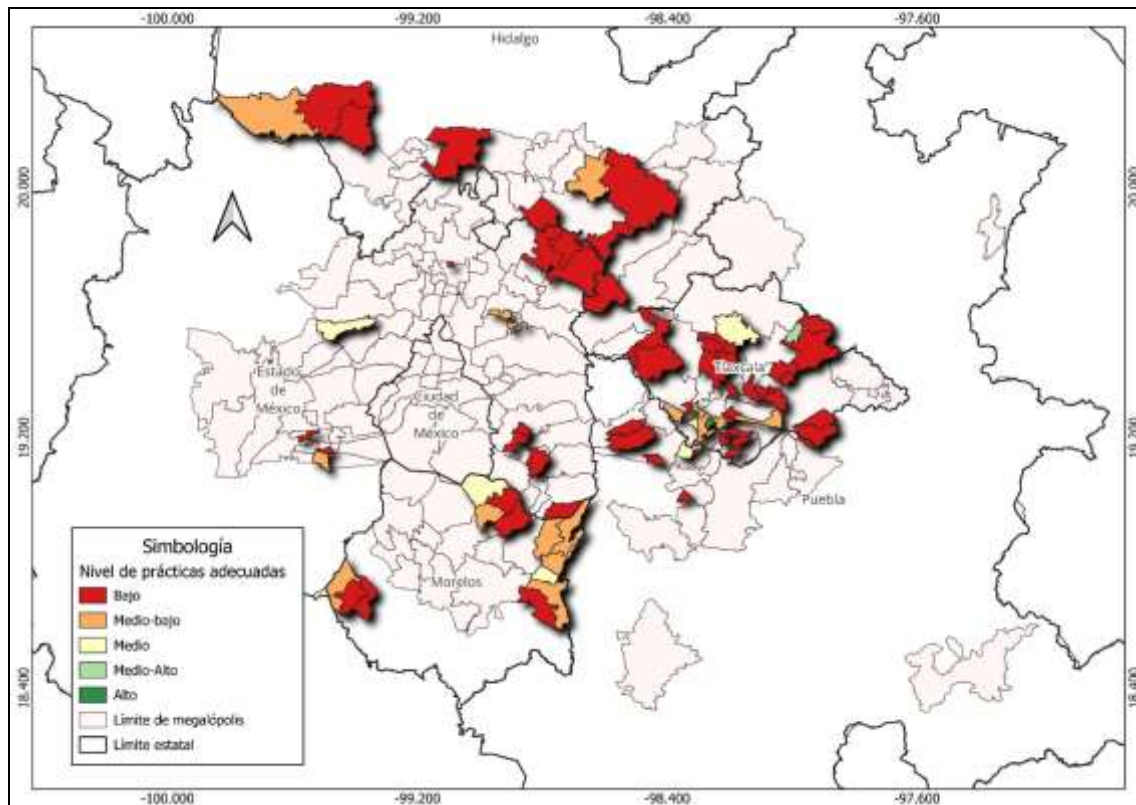 -100.000 -99.200 -98.400 -97.600
Hidalgo
20.000
20.000
Tlaxcala
Estado
de
México
Ciudad
de
México
19.200
19.200
Puebla
Morelos
Simbología
Nivel de prácticas adecuadas
Bajo
Medio-bajo
Medio
Medio-Alto
Alto
Límite de megalópolis
Límite estatal
18.400
18.400
-100.000 -99.200 -98.400 -97.600